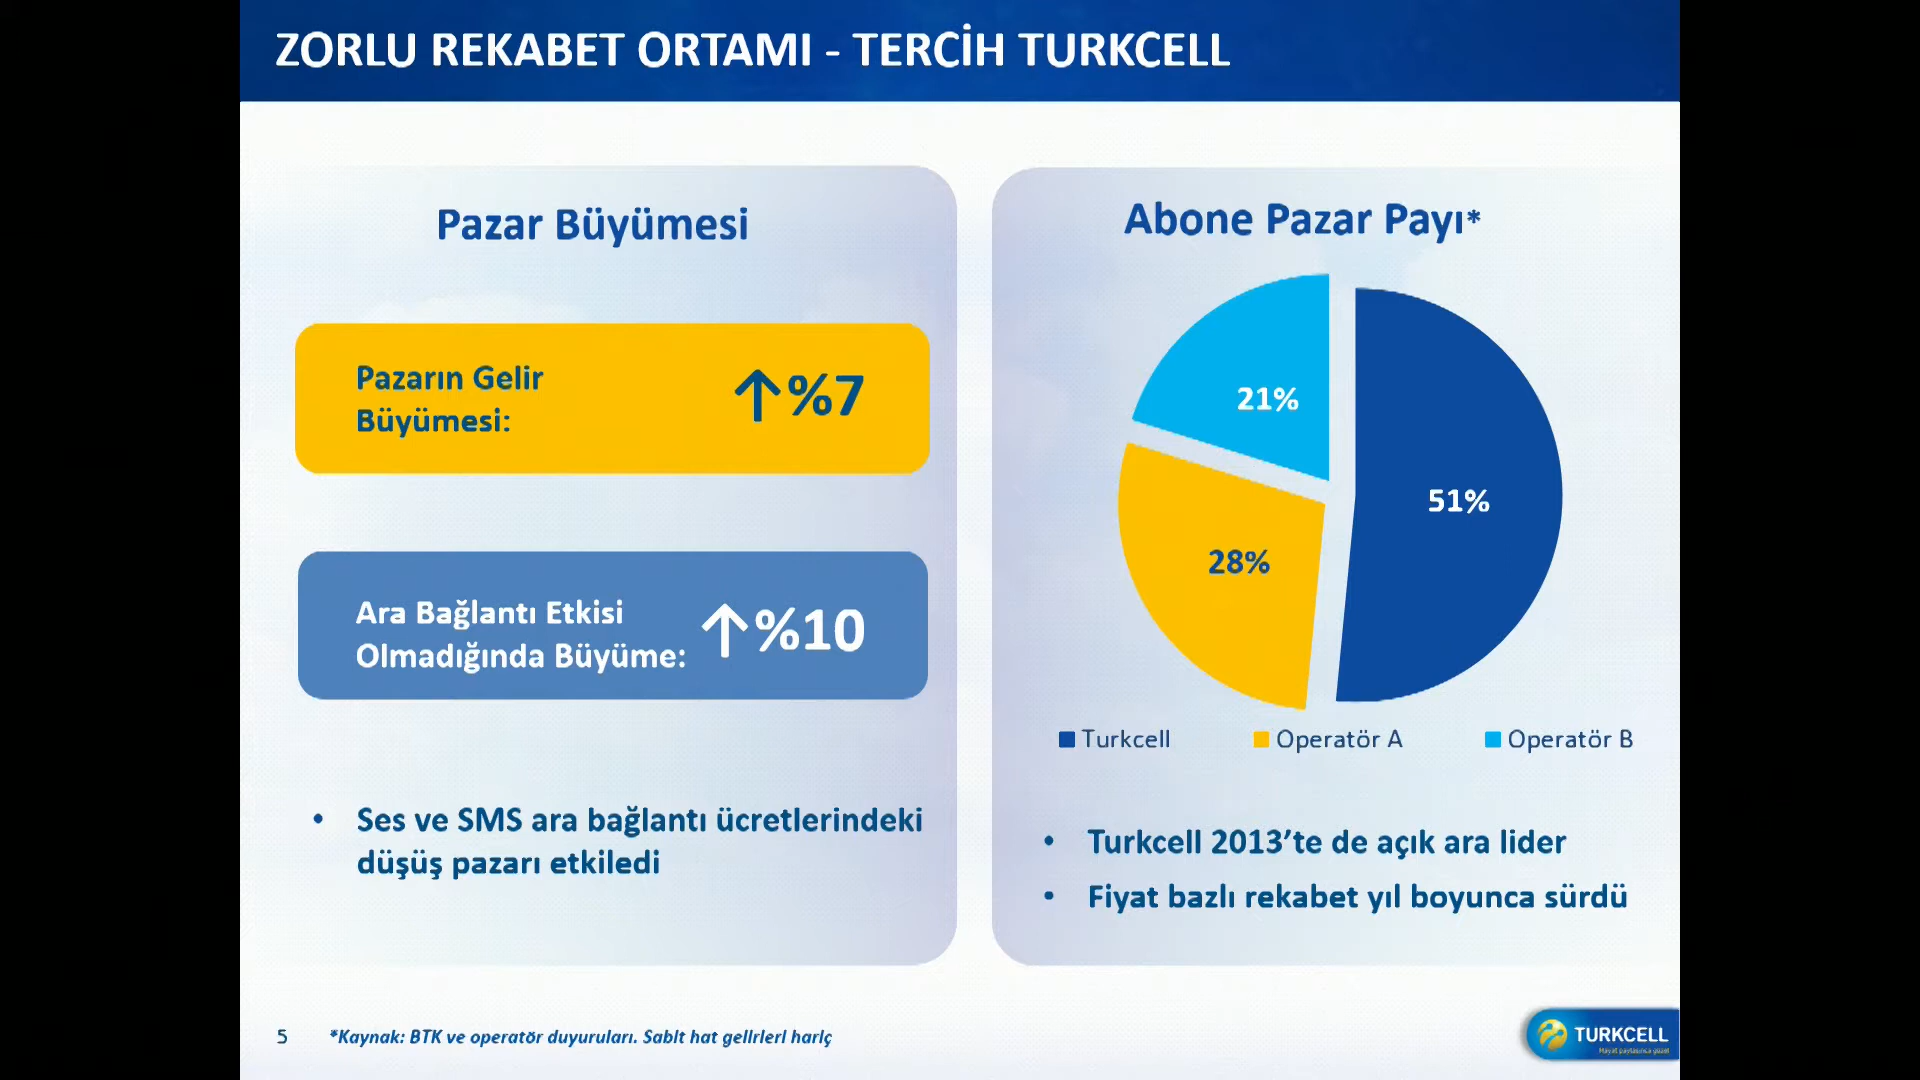 ZORLU REKABET ORTAMI - TERCİH TURKCELL
Pazar Büyümesi
Pazarın Gelir
Büyümesi:
↑%7
Ara Bağlantı Etkisi
Olmadığında Büyüme:
↑%10
• Ses ve SMS ara bağlantı ücretlerindeki
düşüş pazarı etkiledi
Abone Pazar Payı*
21%
51%
28%
Turkcell
Operatör A
Operatör B
• Turkcell 2013’te de açık ara lider
• Fiyat bazlı rekabet yıl boyunca sürdü
5
*Kaynak: BTK ve operatör duyuruları. Sabit hat gelirleri hariç
TURKCELL
Hayat paylaşınca güzel